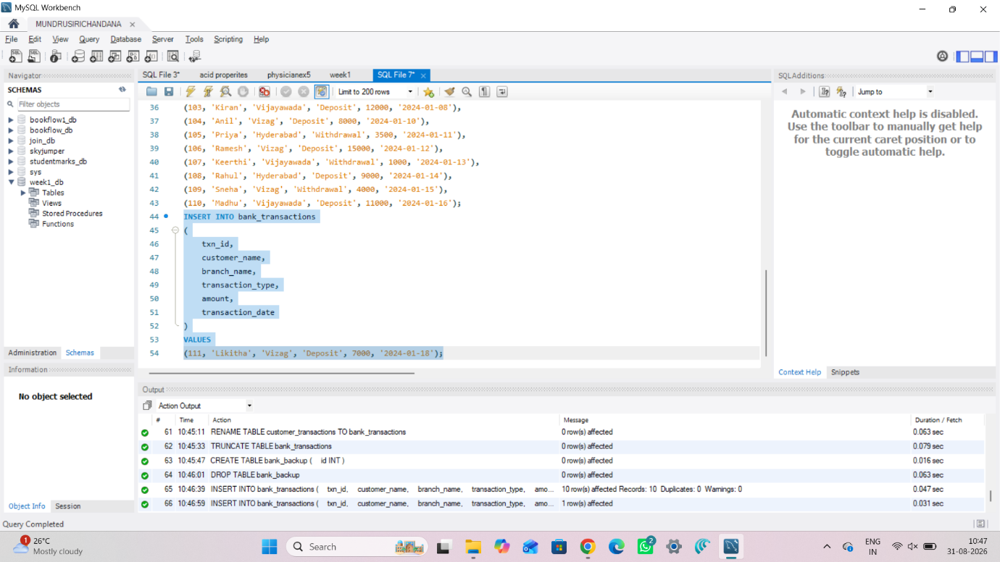 MySQL Workbench
MUNDRUSIRICHANDANA
File Edit View Query Database Server Tools Scripting Help
Navigator
SCHEMAS
Filter objects
bookflow1_db
bookflow_db
join_db
skyjumper
studentmarks_db
sys
week1_db
Tables
Views
Stored Procedures
Functions
Administration Schemas
Information
No object selected
Object Info Session
Query Completed
SQL File 3* acid properites physicianex5 week1 SQL File 7*
Limit to 200 rows
36 (103, 'Kiran', 'Vijayawada', 'Deposit', 12000, '2024-01-08'),
37 (104, 'Anil', 'Vizag', 'Deposit', 8000, '2024-01-10'),
38 (105, 'Priya', 'Hyderabad', 'Withdrawal', 3500, '2024-01-11'),
39 (106, 'Ramesh', 'Vizag', 'Deposit', 15000, '2024-01-12'),
40 (107, 'Keerthi', 'Vijayawada', 'Withdrawal', 1000, '2024-01-13'),
41 (108, 'Rahul', 'Hyderabad', 'Deposit', 9000, '2024-01-14'),
42 (109, 'Sneha', 'Vizag', 'Withdrawal', 4000, '2024-01-15'),
43 (110, 'Madhu', 'Vijayawada', 'Deposit', 11000, '2024-01-16');
44 INSERT INTO bank_transactions
45 (
46 txn_id,
47 customer_name,
48 branch_name,
49 transaction_type,
50 amount,
51 transaction_date
52 )
53 VALUES
54 (111, 'Likitha', 'Vizag', 'Deposit', 7000, '2024-01-18');
SQLAdditions
Jump to
Automatic context help is disabled.
Use the toolbar to manually get help
for the current caret position or to
toggle automatic help.
Context Help Snippets
Output
Action Output
# Time Action Message Duration / Fetch
61 10:45:11 RENAME TABLE customer_transactions TO bank_transactions 0 row(s) affected 0.063 sec
62 10:45:33 TRUNCATE TABLE bank_transactions 0 row(s) affected 0.079 sec
63 10:45:47 CREATE TABLE bank_backup ( id INT ) 0 row(s) affected 0.016 sec
64 10:46:01 DROP TABLE bank_backup 0 row(s) affected 0.063 sec
65 10:46:39 INSERT INTO bank_transactions ( txn_id, customer_name, branch_name, transaction_type, amo... 10 row(s) affected Records: 10 Duplicates: 0 Warnings: 0 0.047 sec
66 10:46:59 INSERT INTO bank_transactions ( txn_id, customer_name, branch_name, transaction_type, amo... 1 row(s) affected 0.031 sec
1
26°C
Mostly cloudy
Search
2
ENG
IN
10:47
31-08-2026